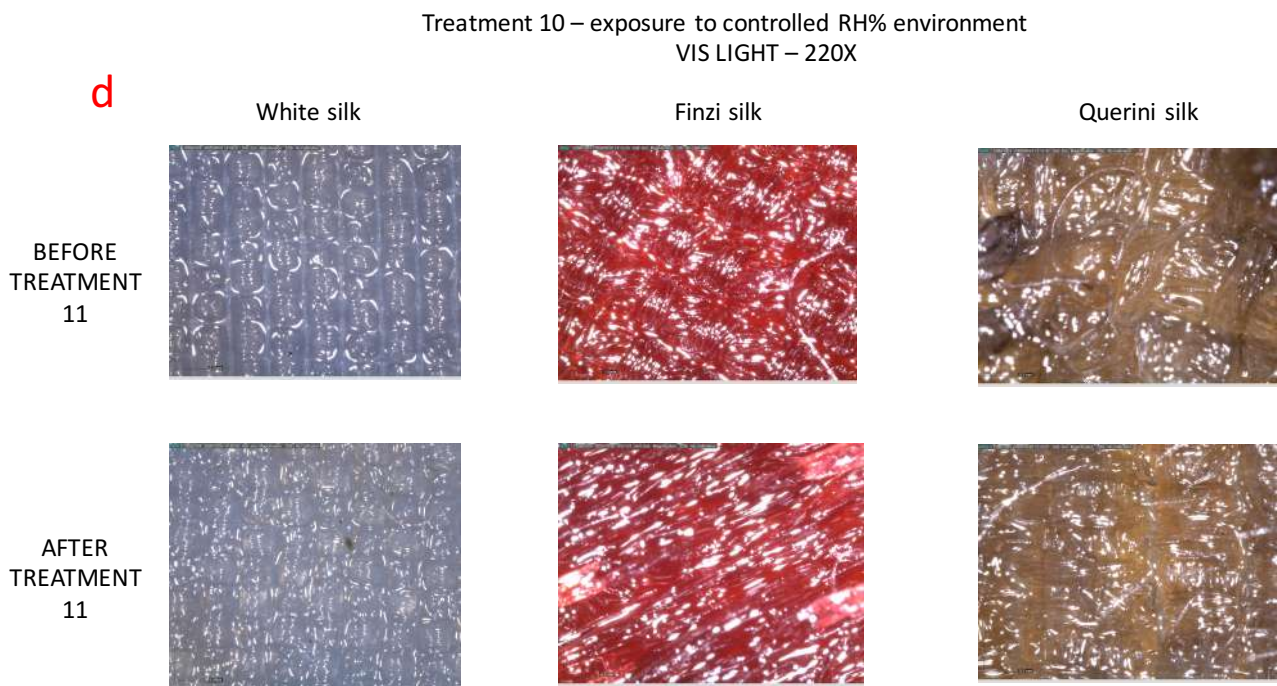 Treatment 10 – exposure to controlled RH% environment
VIS LIGHT – 220X
d
White silk
Finzi silk
Querini silk
BEFORE
TREATMENT
11
AFTER
TREATMENT
11